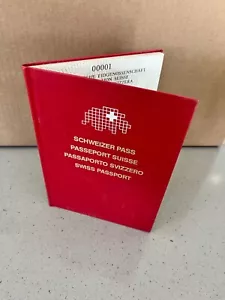 00001
SCHWEIZER PASS
PASSEPORT SUISSE
PASSAPORTO SVIZZERO
SWISS PASSPORT